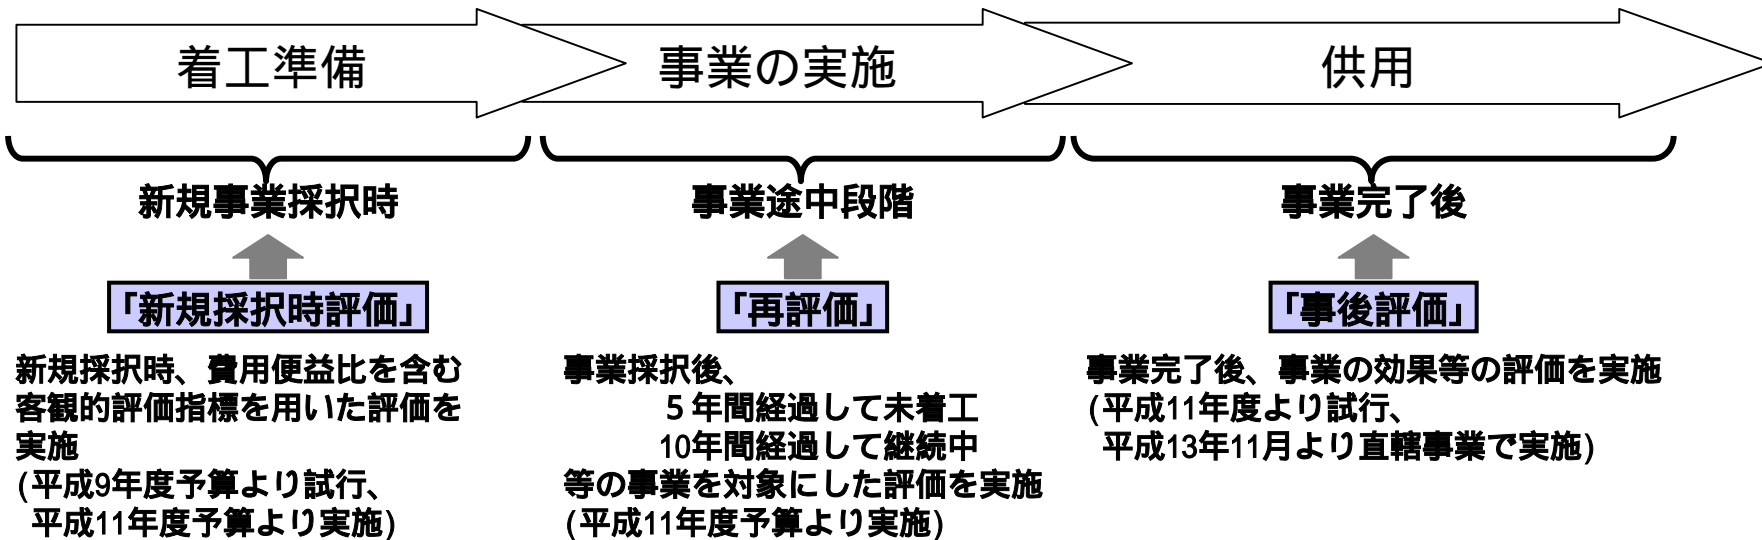 着工準備
事業の実施
供用
新規事業採択時
事業途中段階
事業完了後
「新規採択時評価」
「再評価」
「事後評価」
新規採択時、費用便益比を含む
客観的評価指標を用いた評価を
実施
(平成9年度予算より試行、
平成11年度予算より実施)
事業採択後、
５年間経過して未着工
10年間経過して継続中
等の事業を対象にした評価を実施
(平成11年度予算より実施)
事業完了後、事業の効果等の評価を実施
(平成11年度より試行、
平成13年11月より直轄事業で実施)